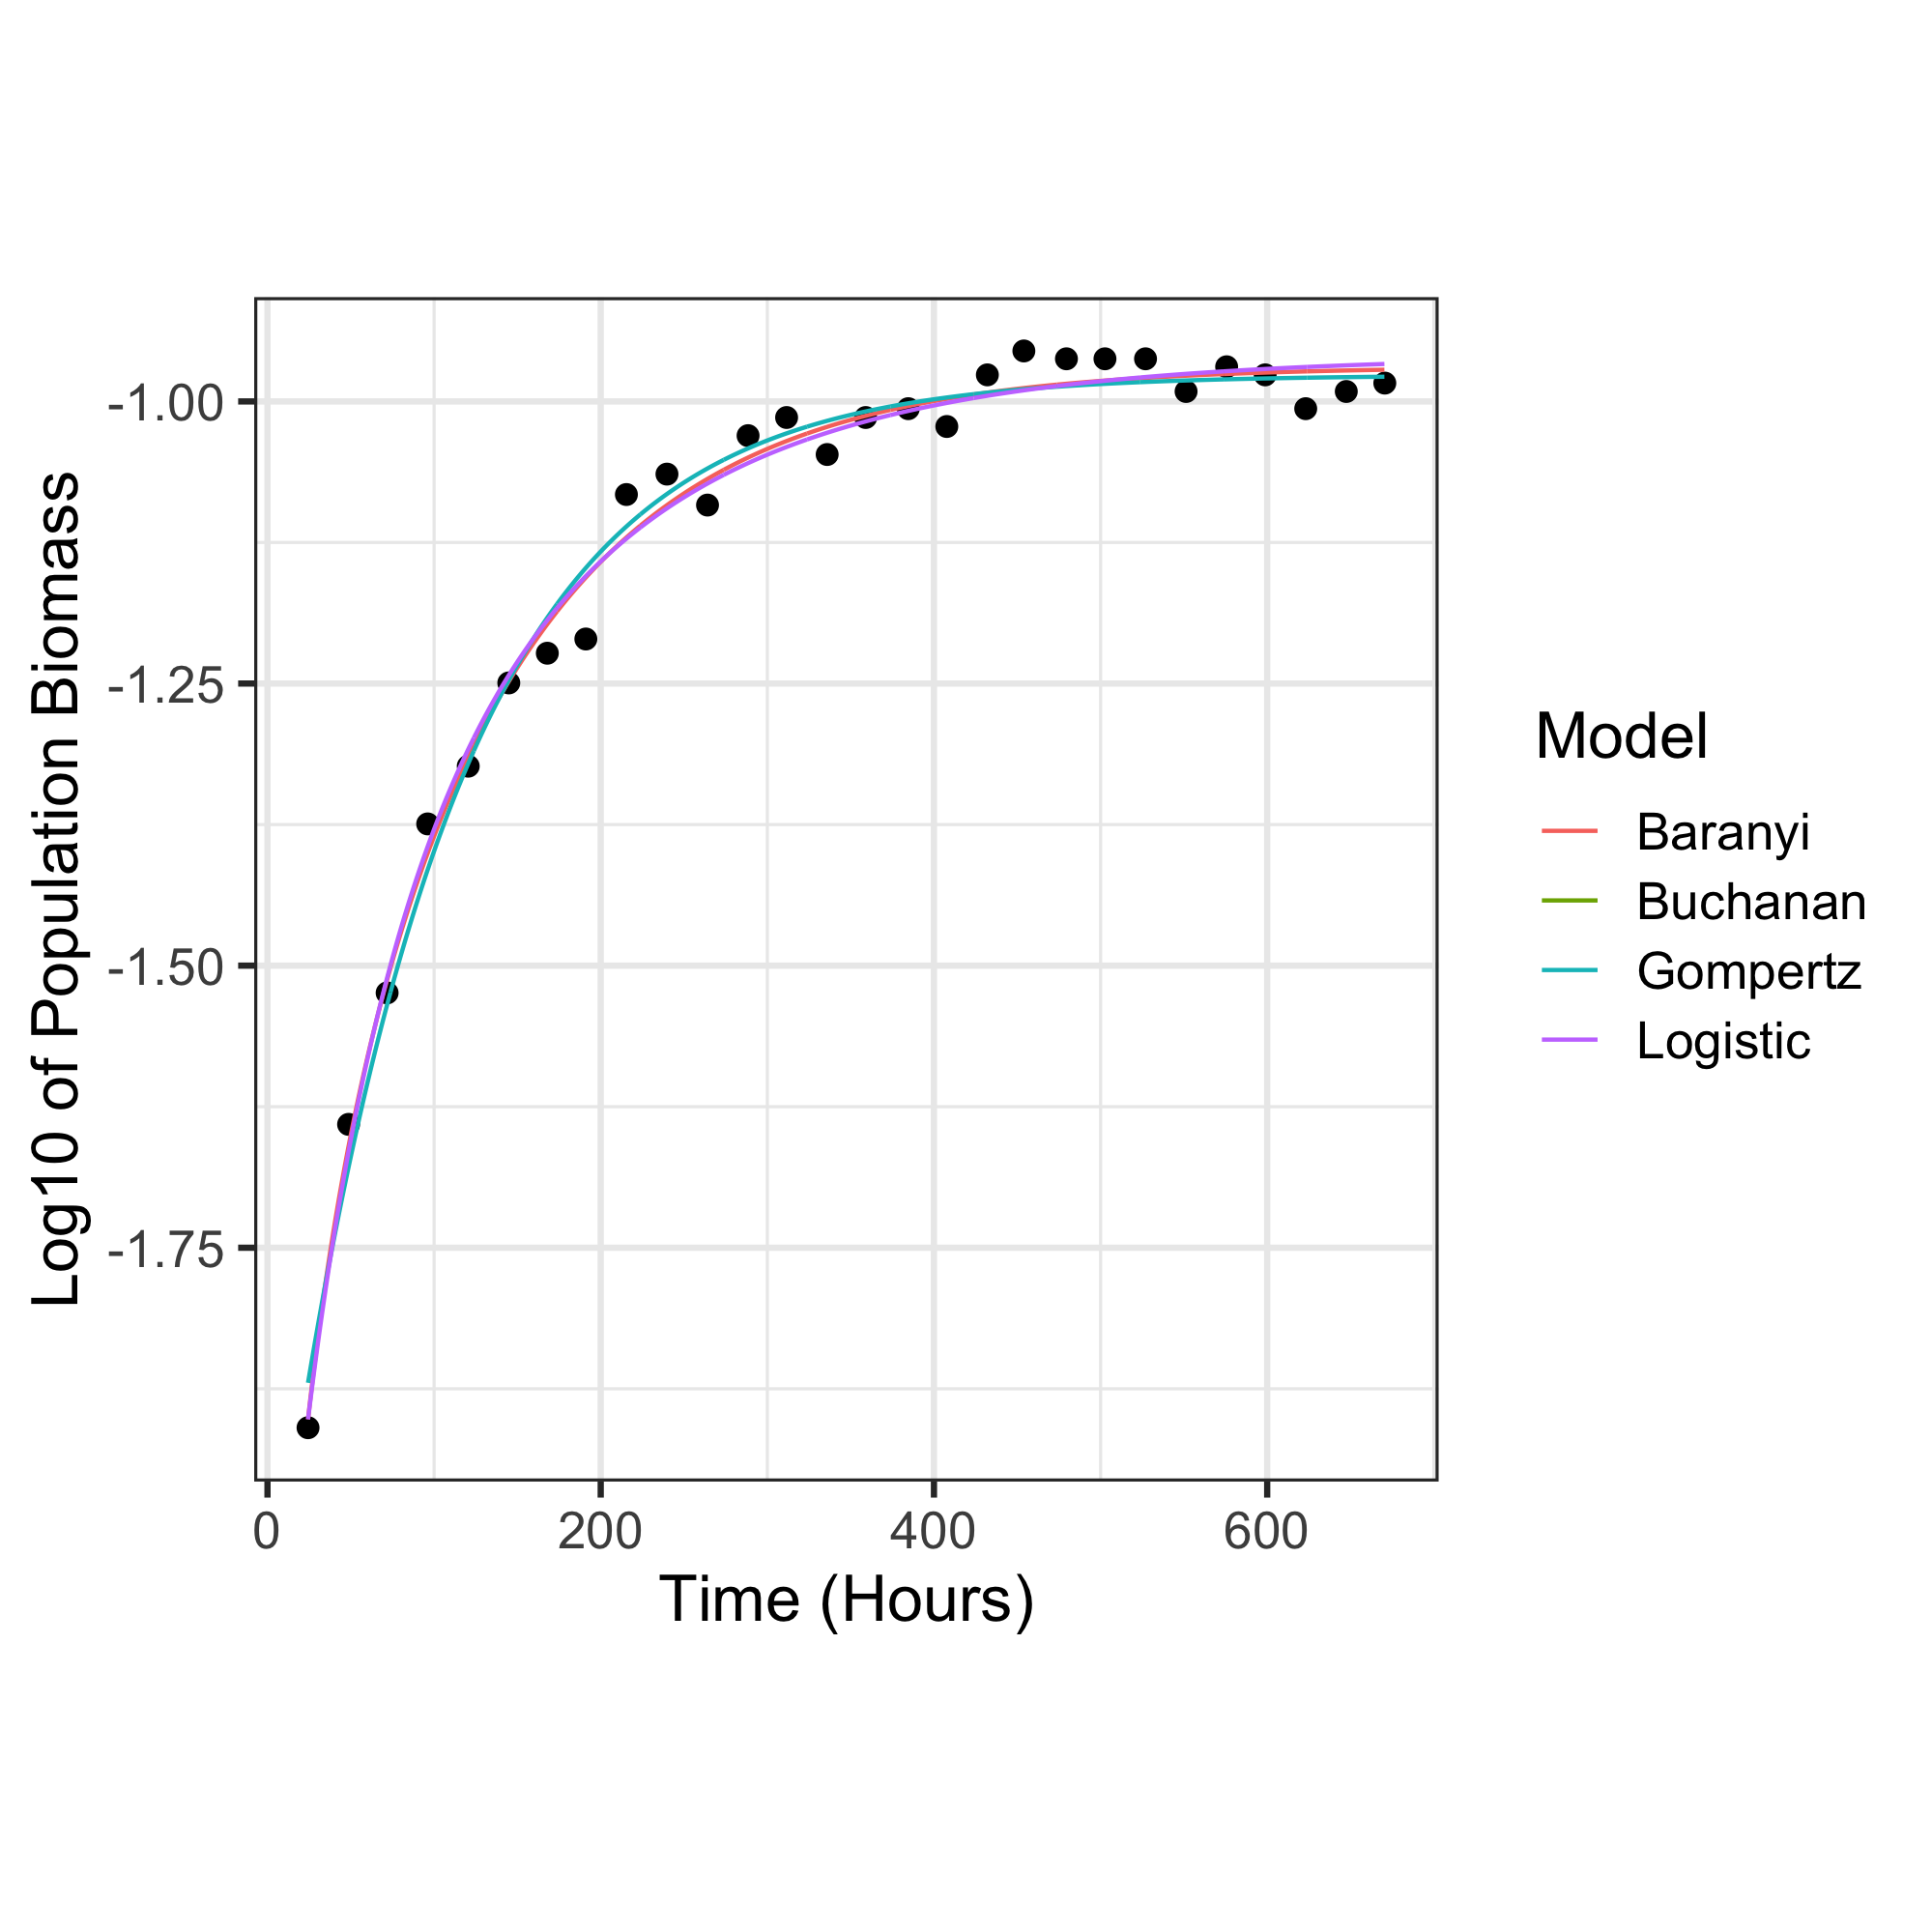 Log10 of Population Biomass
-1.00
-1.25
-1.50
-1.75
0 200 400 600
Time (Hours)
Model
Baranyi
Buchanan
Gompertz
Logistic